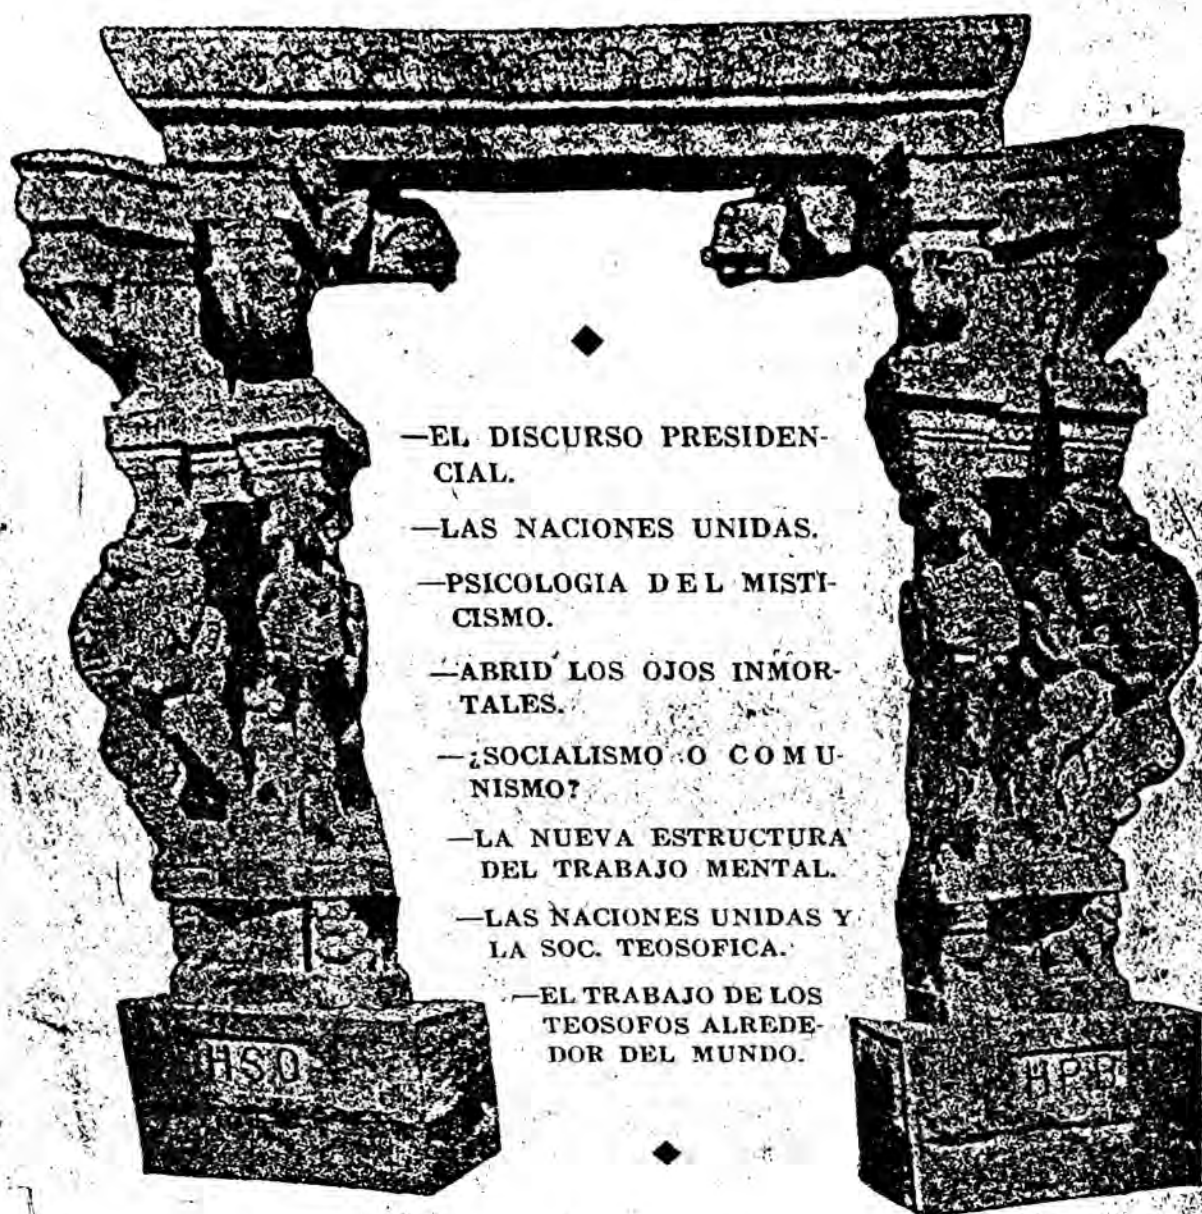 —EL DISCURSO PRESIDEN-
CIAL.
—LAS NACIONES UNIDAS.
—PSICOLOGIA DEL MISTI-
CISMO.
—ABRID LOS OJOS INMOR-
TALES.
—¿SOCIALISMO O COMU-
NISMO?
—LA NUEVA ESTRUCTURA
DEL TRABAJO MENTAL.
—LAS NACIONES UNIDAS Y
LA SOC. TEOSOFICA.
—EL TRABAJO DE LOS
TEOSOFOS ALREDE-
DOR DEL MUNDO.
HSO
HPB